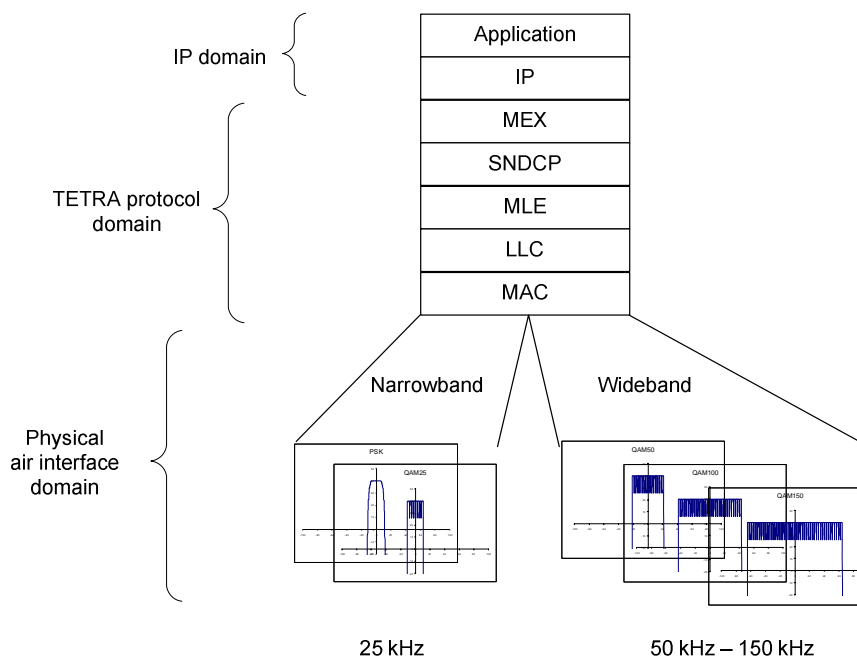 Application
IP domain
IP
MEX
SNDCP
TETRA protocol
domain
MLE
LLC
MAC
Narrowband
Wideband
Physical
air interface
domain
PSK
QAM25
QAM50
QAM100
QAM150
25 kHz
50 kHz – 150 kHz